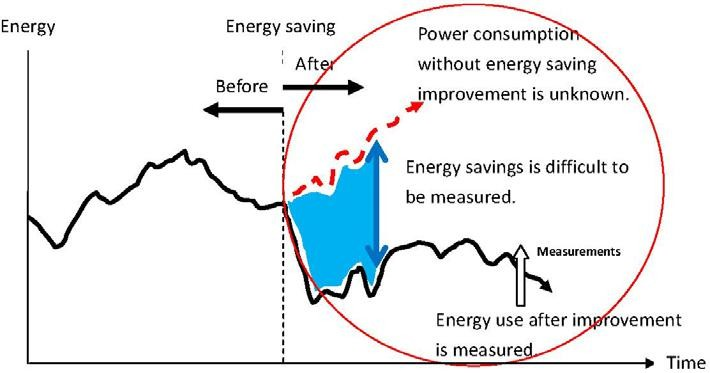 Energy
Energy saving
Before
After
Power consumption
without energy saving
improvement is unknown.
Energy savings is difficult to
be measured.
Measurements
Energy use after improvement
is measured.
Time